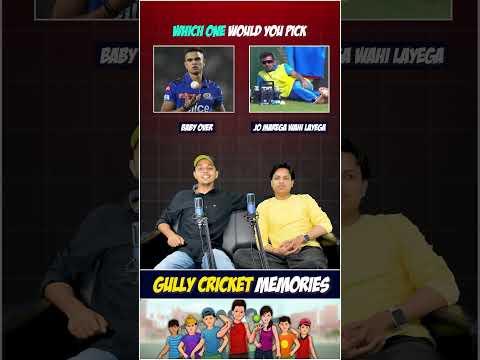 WHICH ONE WOULD YOU PICK
BABY OVER
JO MAREGA WAHI LAYEGA
GULLY CRICKET MEMORIES